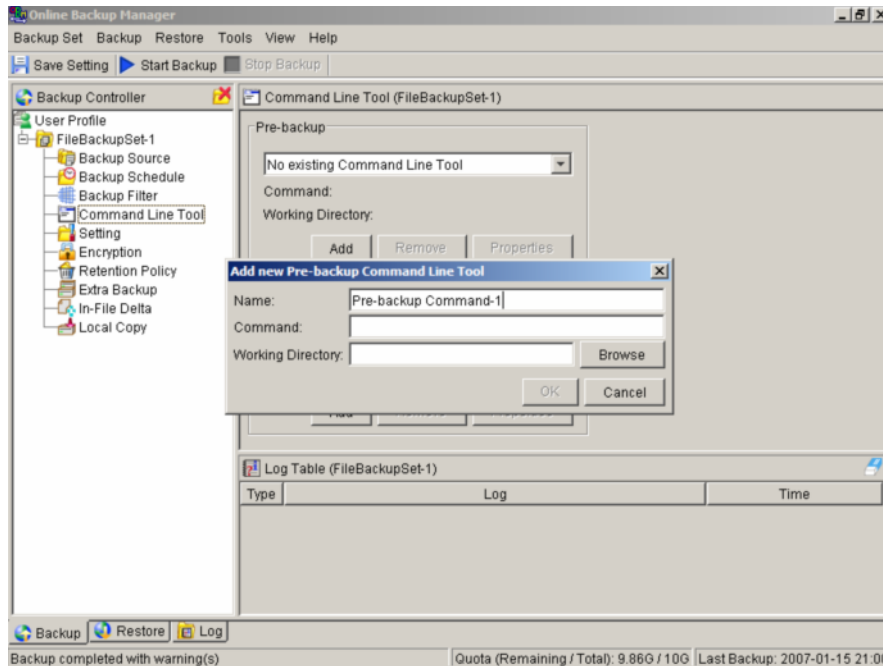 Online Backup Manager
Backup Set Backup Restore Tools View Help
Save Setting Start Backup Stop Backup
Backup Controller
User Profile
FileBackupSet-1
Backup Source
Backup Schedule
Backup Filter
Command Line Tool
Setting
Encryption
Retention Policy
Extra Backup
In-File Delta
Local Copy
Command Line Tool (FileBackupSet-1)
Pre-backup
No existing Command Line Tool
Command:
Working Directory:
Add Remove Properties
Add new Pre-backup Command Line Tool
Name: Pre-backup Command-1
Command:
Working Directory: Browse
OK Cancel
Log Table (FileBackupSet-1)
Type Log Time
Backup Restore Log
Backup completed with warning(s)
Quota (Remaining / Total): 9.86G / 10G Last Backup: 2007-01-15 21:0